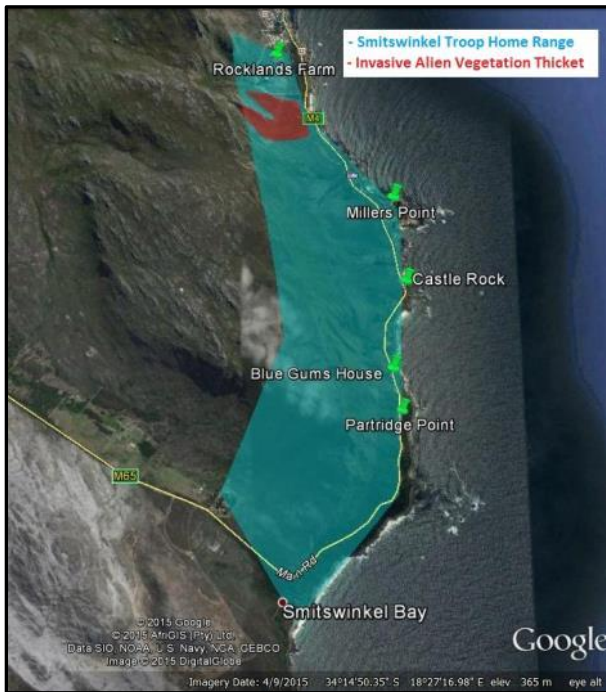 - Smitswinkel Troop Home Range
- Invasive Alien Vegetation Thicket
Rocklands Farm
M4
Millers Point
Castle Rock
Blue Gums House
Partridge Point
M65
Main Rd
Smitswinkel Bay
© 2015 Google
© 2015 AfriGIS (Pty) Ltd.
Data SIO, NOAA, U.S. Navy, NGA, GEBCO
Image © 2015 DigitalGlobe
Google
Imagery Date: 4/9/2015 34°14'50.35" S 18°27'16.98" E elev 365 m eye alt